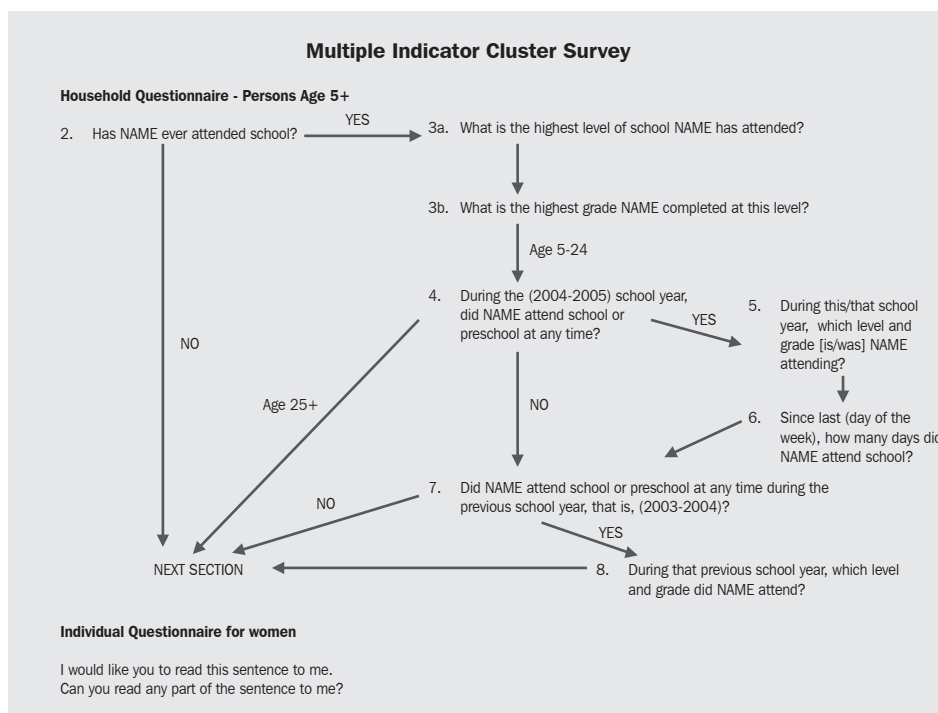 Multiple Indicator Cluster Survey
Household Questionnaire - Persons Age 5+
2. Has NAME ever attended school?
YES
3a. What is the highest level of school NAME has attended?
3b. What is the highest grade NAME completed at this level?
Age 5-24
4. During the (2004-2005) school year,
did NAME attend school or
preschool at any time?
YES
5. During this/that school
year, which level and
grade [is/was] NAME
attending?
NO
Age 25+
NO
6. Since last (day of the
week), how many days did
NAME attend school?
7. Did NAME attend school or preschool at any time during the
previous school year, that is, (2003-2004)?
NO
YES
NEXT SECTION
8. During that previous school year, which level
and grade did NAME attend?
Individual Questionnaire for women
I would like you to read this sentence to me.
Can you read any part of the sentence to me?